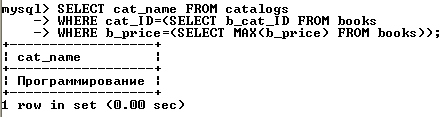 mysql> SELECT cat_name FROM catalogs
    -> WHERE cat_ID=(SELECT b_cat_ID FROM books
    -> WHERE b_price=(SELECT MAX(b_price) FROM books));
+------------------+
| cat_name         |
+------------------+
| Программирование |
+------------------+
1 row in set (0.00 sec)